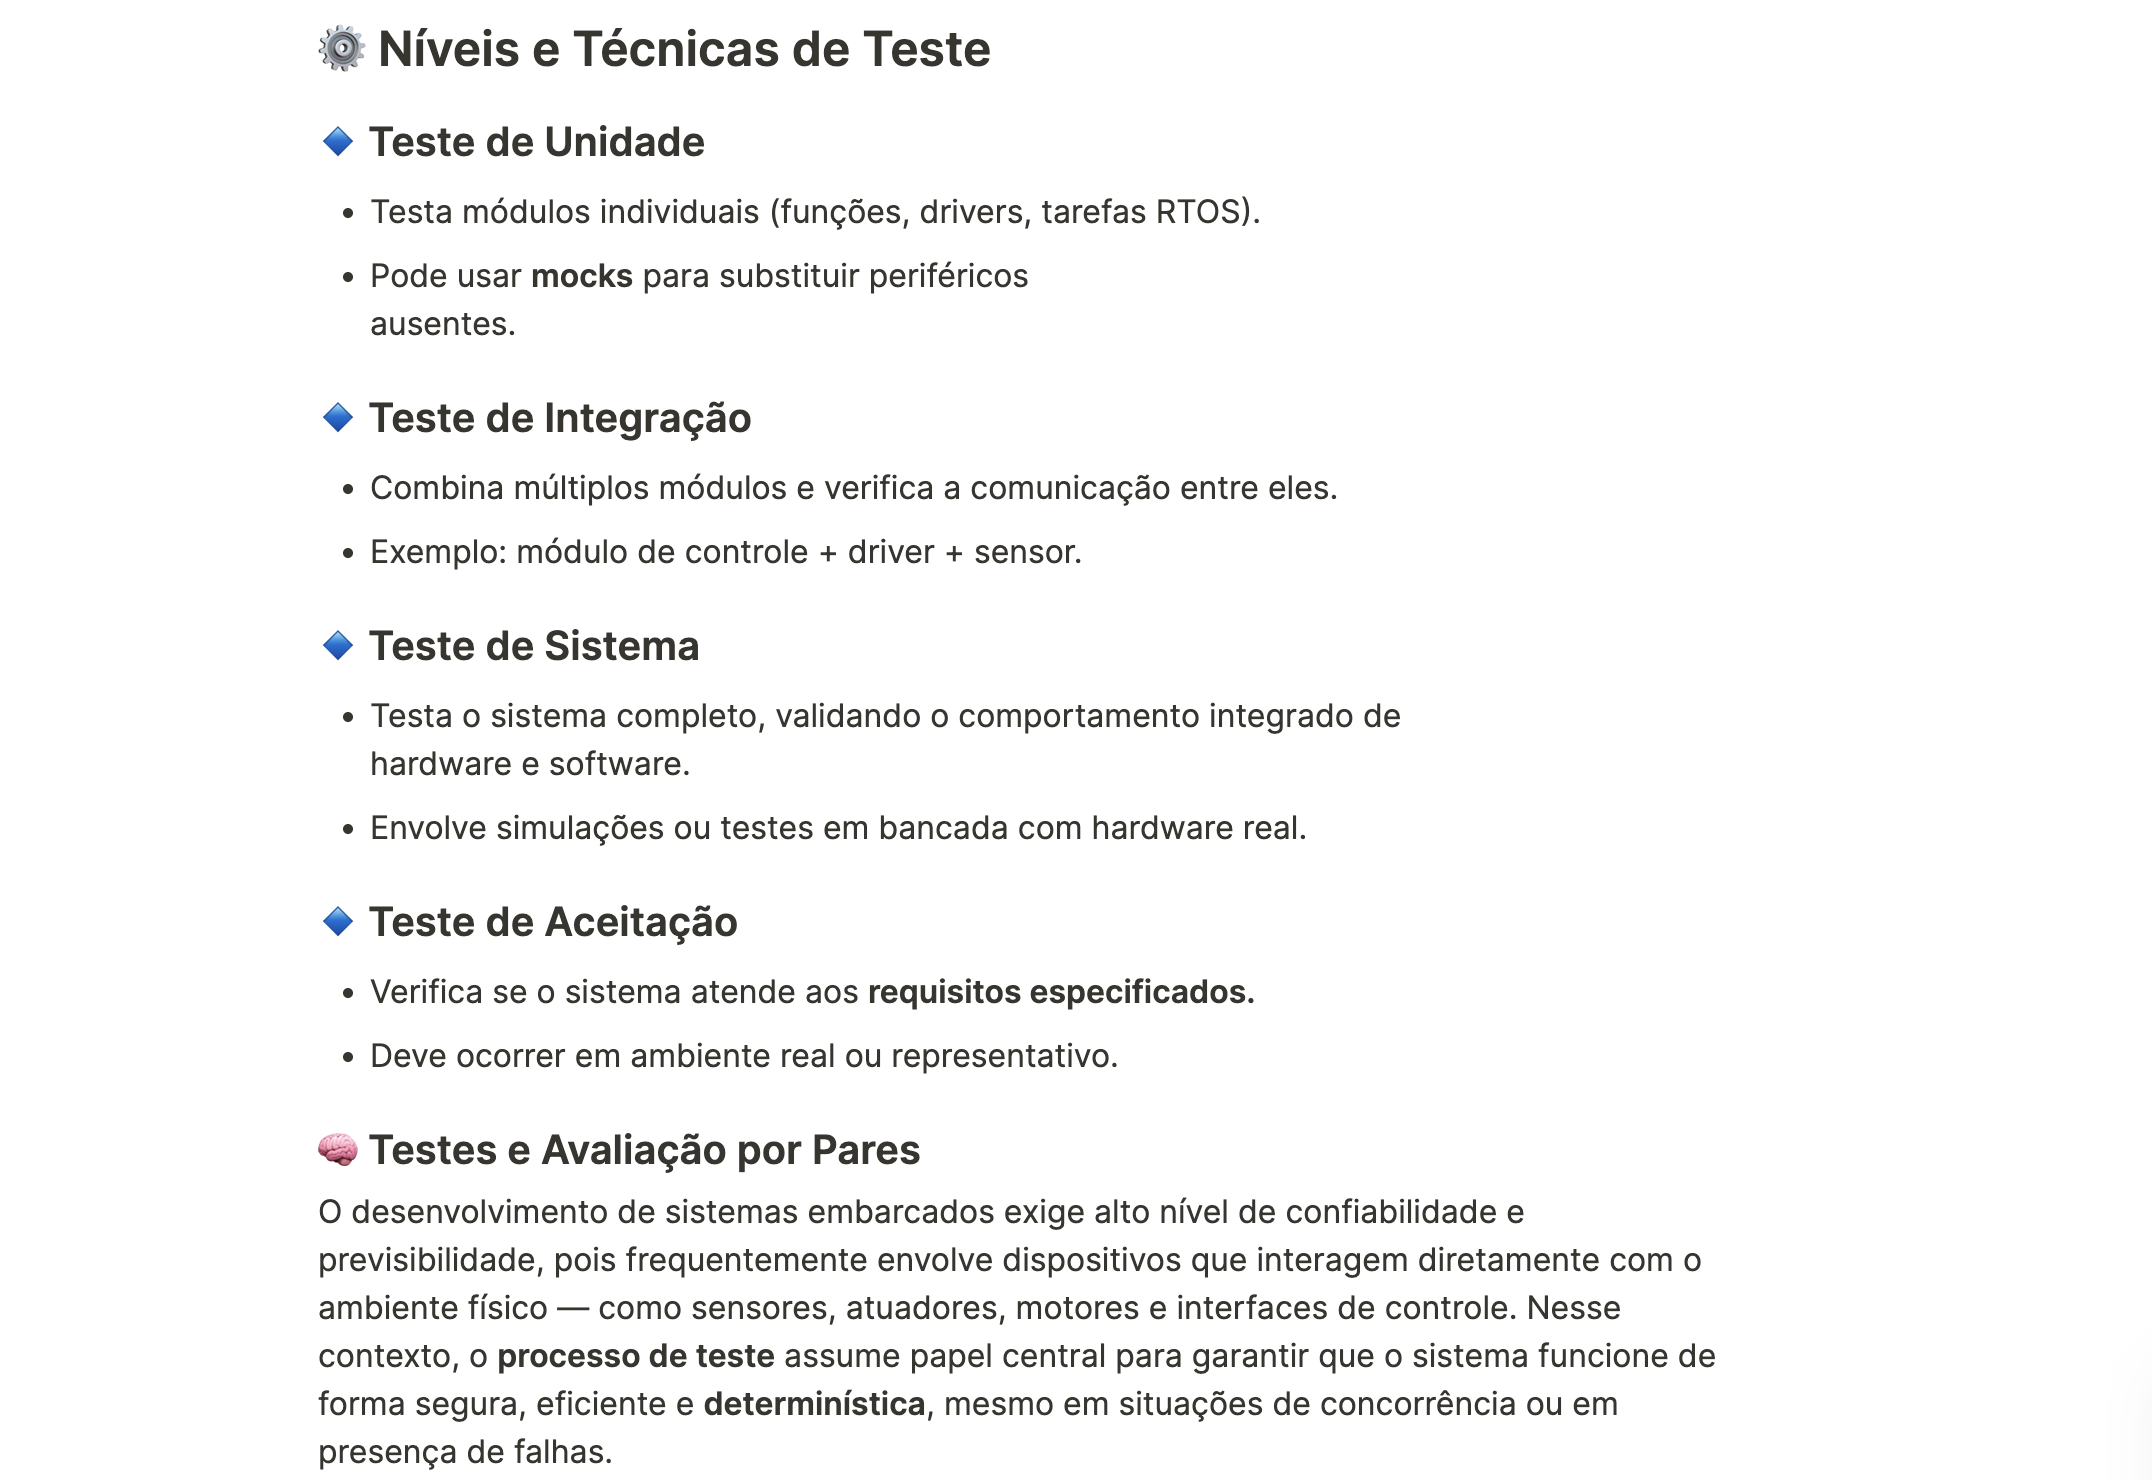 Níveis e Técnicas de Teste
Teste de Unidade
• Testa módulos individuais (funções, drivers, tarefas RTOS).
• Pode usar mocks para substituir periféricos
ausentes.
Teste de Integração
• Combina múltiplos módulos e verifica a comunicação entre eles.
• Exemplo: módulo de controle + driver + sensor.
Teste de Sistema
• Testa o sistema completo, validando o comportamento integrado de
hardware e software.
• Envolve simulações ou testes em bancada com hardware real.
Teste de Aceitação
• Verifica se o sistema atende aos requisitos especificados.
• Deve ocorrer em ambiente real ou representativo.
Testes e Avaliação por Pares
O desenvolvimento de sistemas embarcados exige alto nível de confiabilidade e
previsibilidade, pois frequentemente envolve dispositivos que interagem diretamente com o
ambiente físico — como sensores, atuadores, motores e interfaces de controle. Nesse
contexto, o processo de teste assume papel central para garantir que o sistema funcione de
forma segura, eficiente e determinística, mesmo em situações de concorrência ou em
presença de falhas.